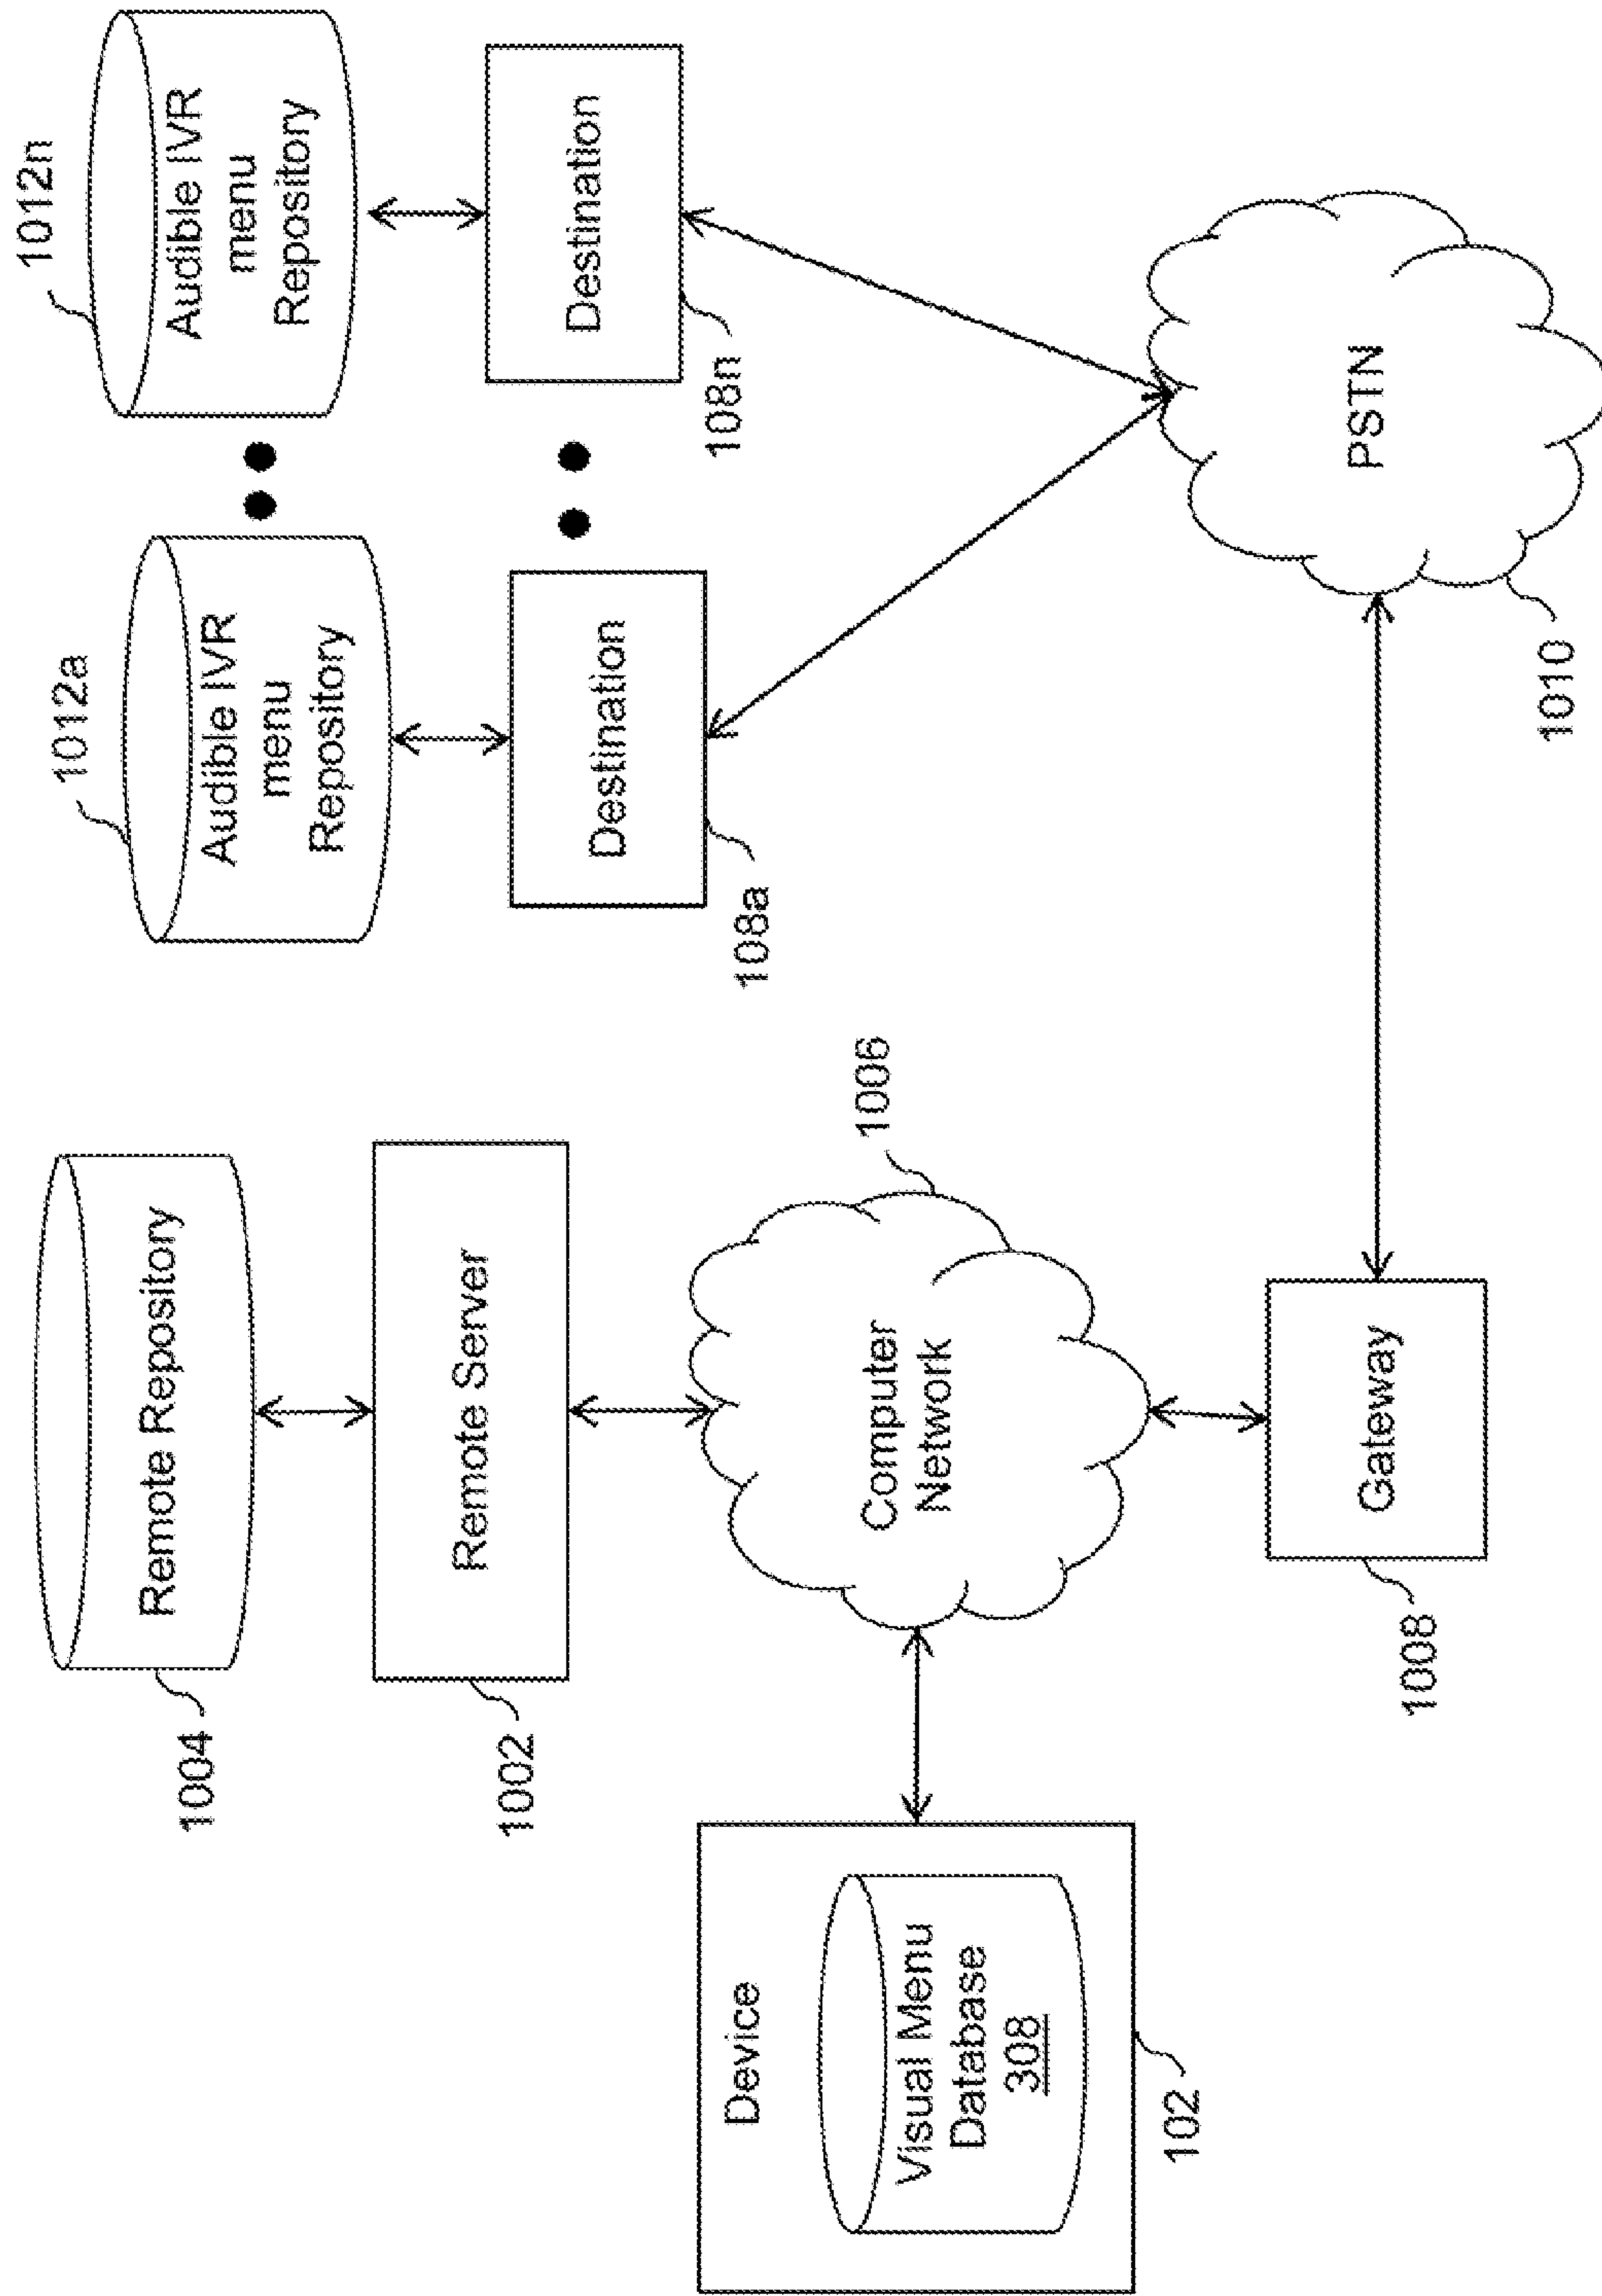 1012n
Audible IVR
menu
Repository
1012a
Audible IVR
menu
Repository
Destination
108n
Destination
108a
Remote Repository
1004
Remote Server
1002
1006
Computer
Network
Device
Visual Menu
Database
308
102
Gateway
1008
PSTN
1010